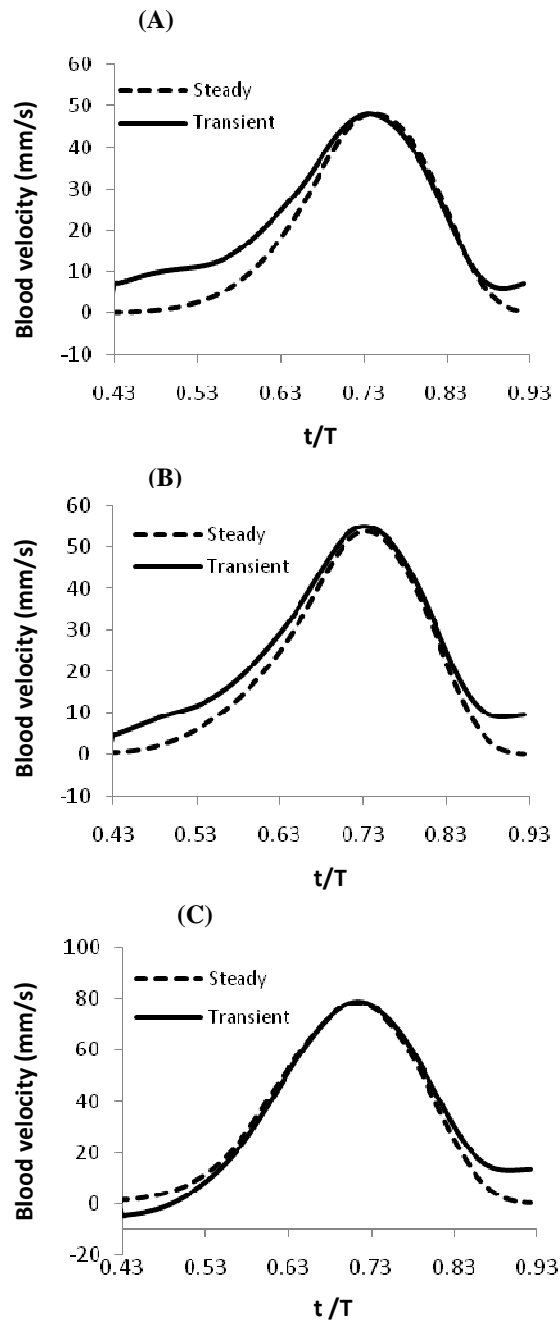 (A)
60
50
40
30
20
10
0
-10
Steady
Transient
Blood velocity (mm/s)
0.43 0.53 0.63 0.73 0.83 0.93
t/T
(B)
60
50
40
30
20
10
0
-10
Steady
Transient
Blood velocity (mm/s)
0.43 0.53 0.63 0.73 0.83 0.93
t/T
(C)
100
80
60
40
20
0
-20
Steady
Transient
Blood velocity (mm/s)
0.43 0.53 0.63 0.73 0.83 0.93
t /T